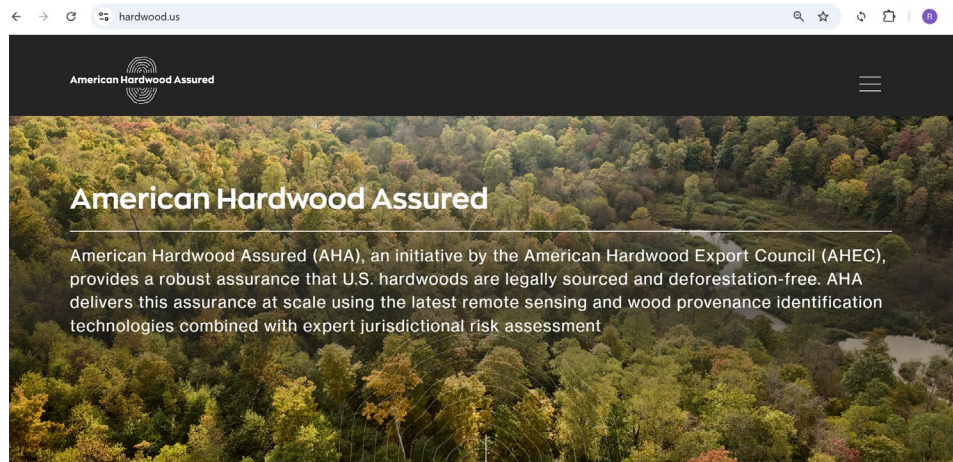 hardwood.us
R
American Hardwood Assured
American Hardwood Assured
American Hardwood Assured (AHA), an initiative by the American Hardwood Export Council (AHEC),
provides a robust assurance that U.S. hardwoods are legally sourced and deforestation-free. AHA
delivers this assurance at scale using the latest remote sensing and wood provenance identification
technologies combined with expert jurisdictional risk assessment